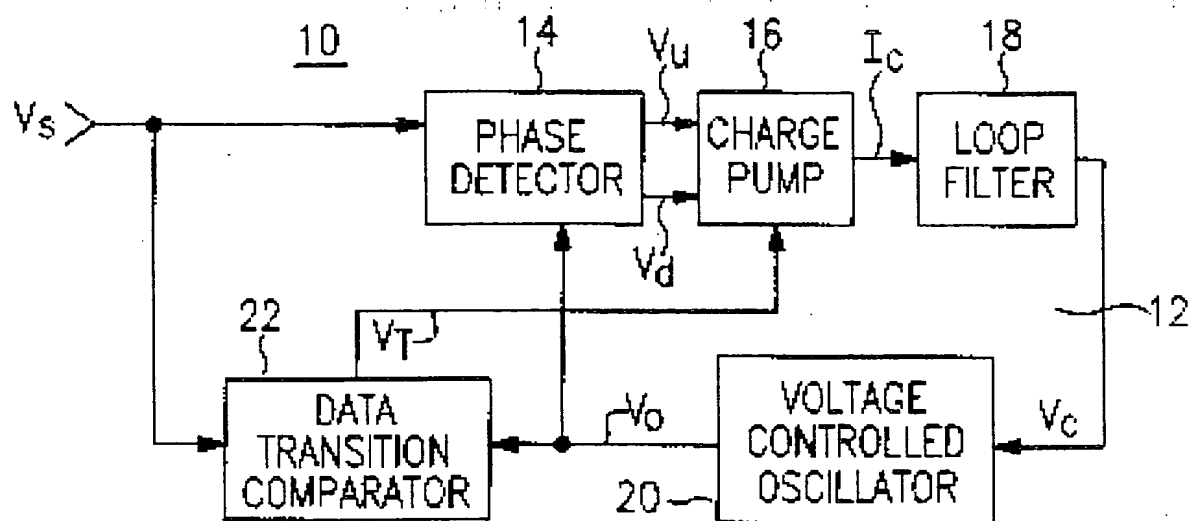 10
14
Vu
16
Ic
18
Vs
PHASE
DETECTOR
CHARGE
PUMP
LOOP
FILTER
Vd
22
VT
12
DATA
TRANSITION
COMPARATOR
Vo
VOLTAGE
CONTROLLED
OSCILLATOR
Vc
20